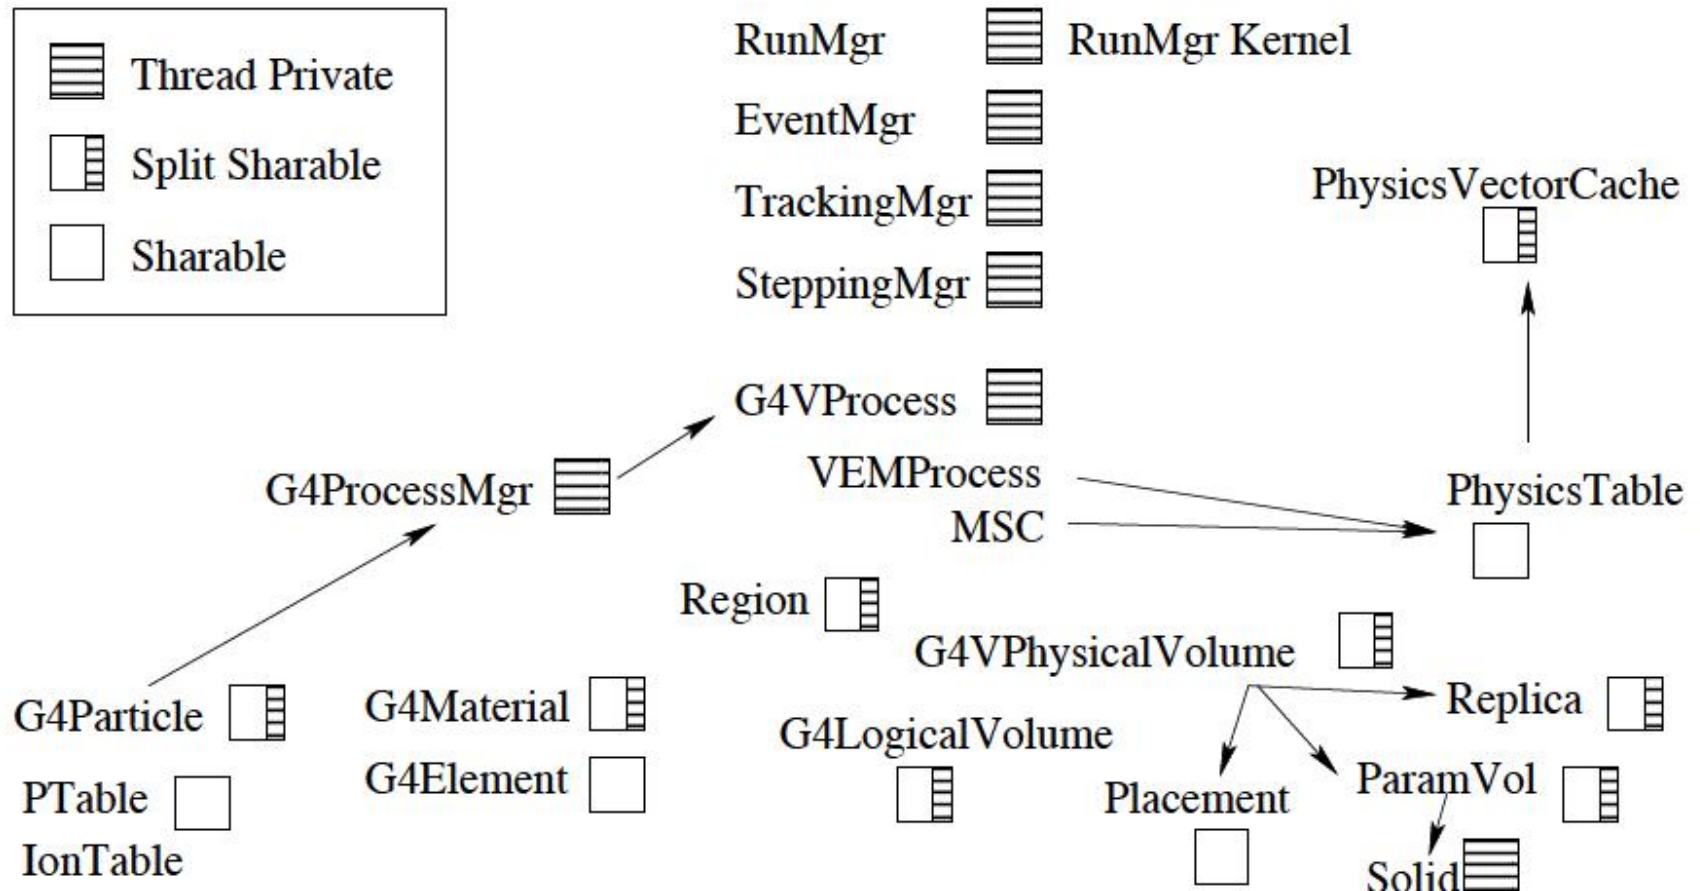 Thread Private
Split Sharable
Sharable
RunMgr
RunMgr Kernel
EventMgr
TrackingMgr
SteppingMgr
PhysicsVectorCache
G4VProcess
G4ProcessMgr
VEMProcess
MSC
PhysicsTable
Region
G4VPhysicalVolume
Replica
G4Particle
G4Material
G4LogicalVolume
PTable
G4Element
Placement
ParamVol
IonTable
Solid